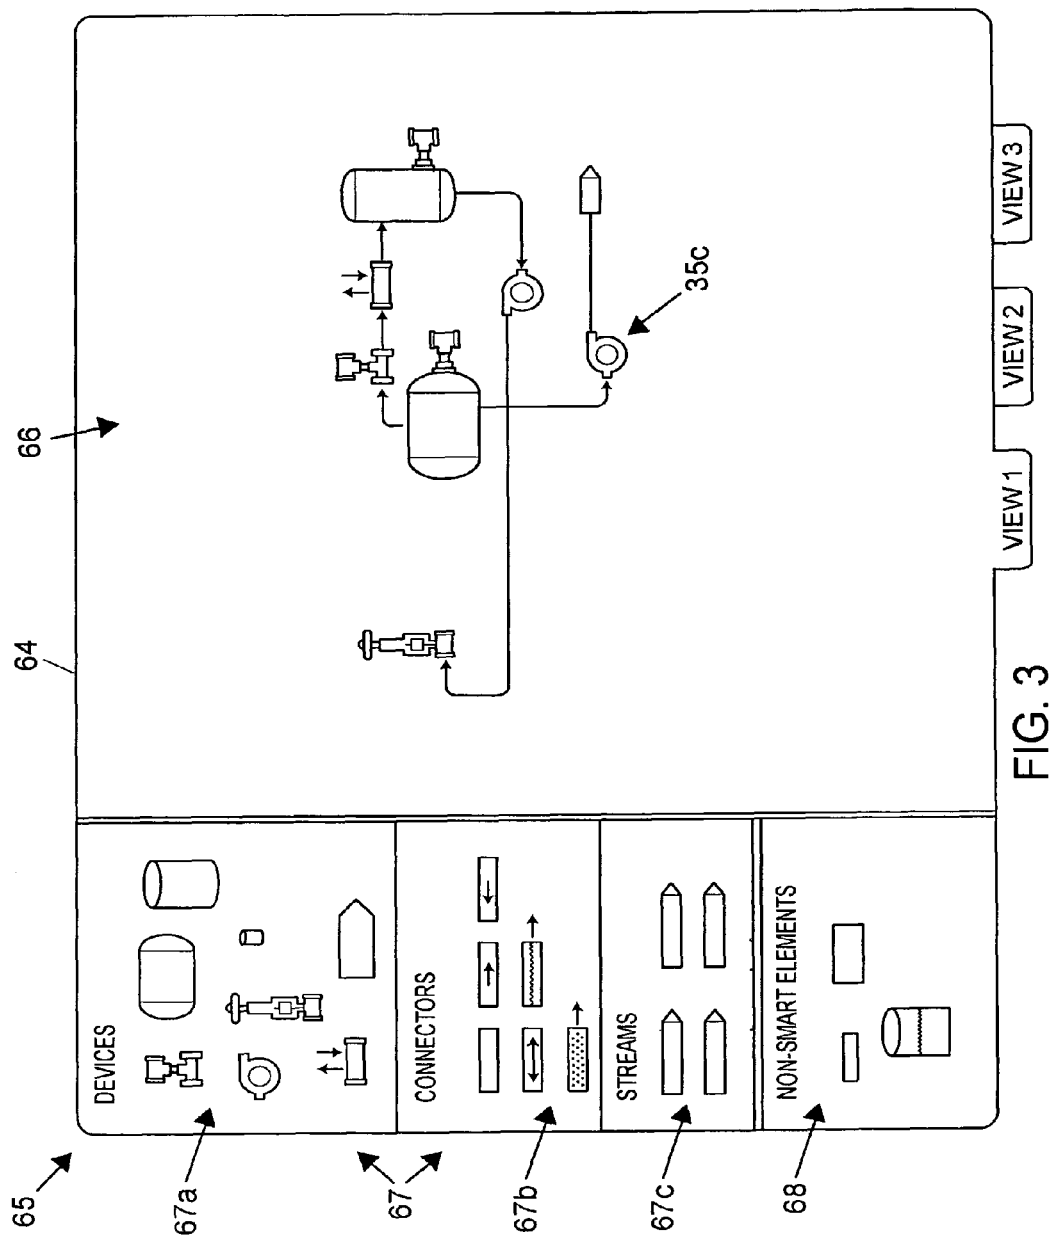 65
64
66
DEVICES
67a
67
CONNECTORS
67b
STREAMS
67c
NON-SMART ELEMENTS
68
35c
VIEW 1
VIEW 2
VIEW 3
FIG. 3